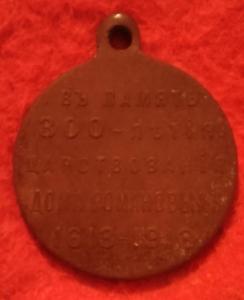 ВЪ ПАМЯТЬ
300-ЛѢТІЯ
ЦАРСТВОВАНІЯ
ДОМА РОМАНОВЫХЪ
1613-1913